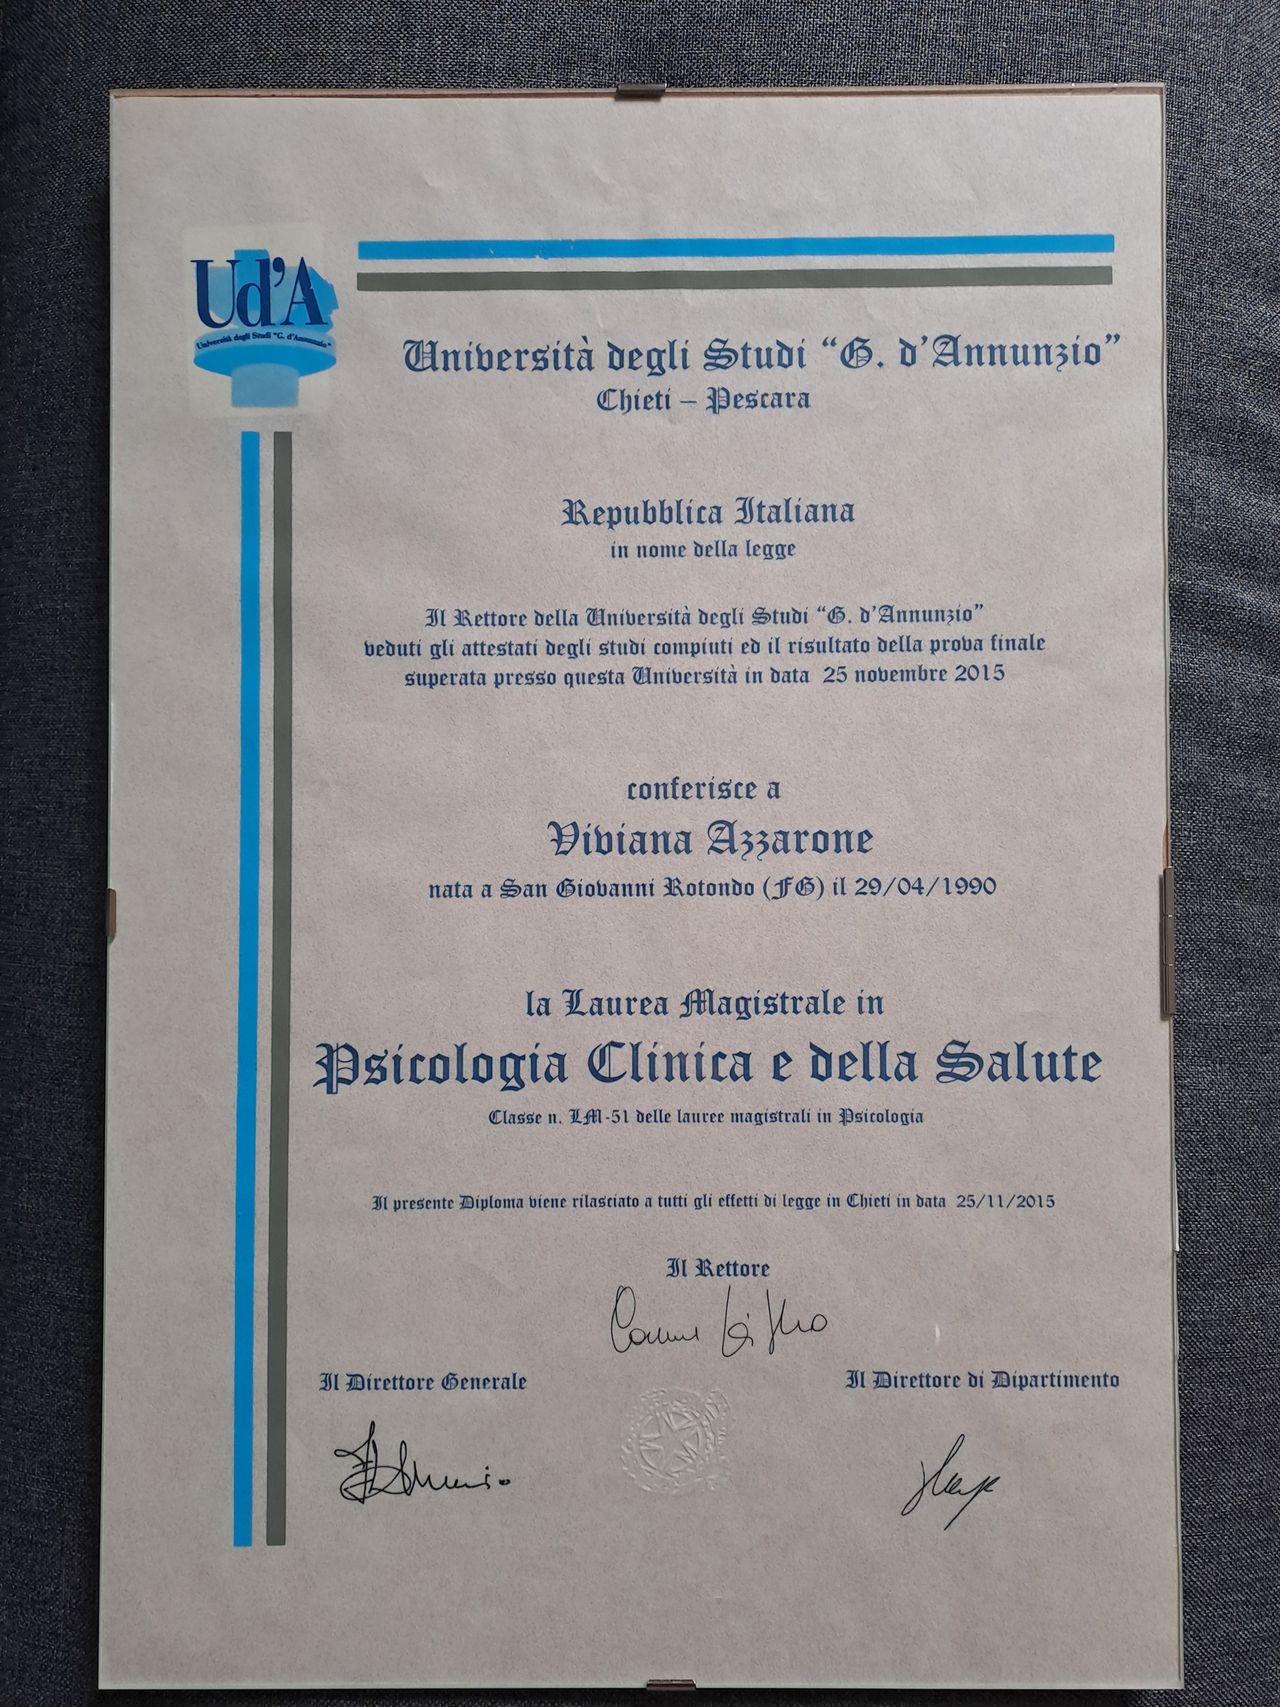 Ud'A
Università degli Studi "G. d'Annunzio"
Università degli Studi “G. d’Annunzio”
Chieti – Pescara
Repubblica Italiana
in nome della legge
Il Rettore della Università degli Studi “G. d’Annunzio”
veduti gli attestati degli studi compiuti ed il risultato della prova finale
superata presso questa Università in data 25 novembre 2015
conferisce a
Viviana Azzarone
nata a San Giovanni Rotondo (FG) il 29/04/1990
la Laurea Magistrale in
Psicologia Clinica e della Salute
Classe n. LM-51 delle lauree magistrali in Psicologia
Il presente Diploma viene rilasciato a tutti gli effetti di legge in Chieti in data 25/11/2015
Il Rettore
Il Direttore Generale
Il Direttore di Dipartimento